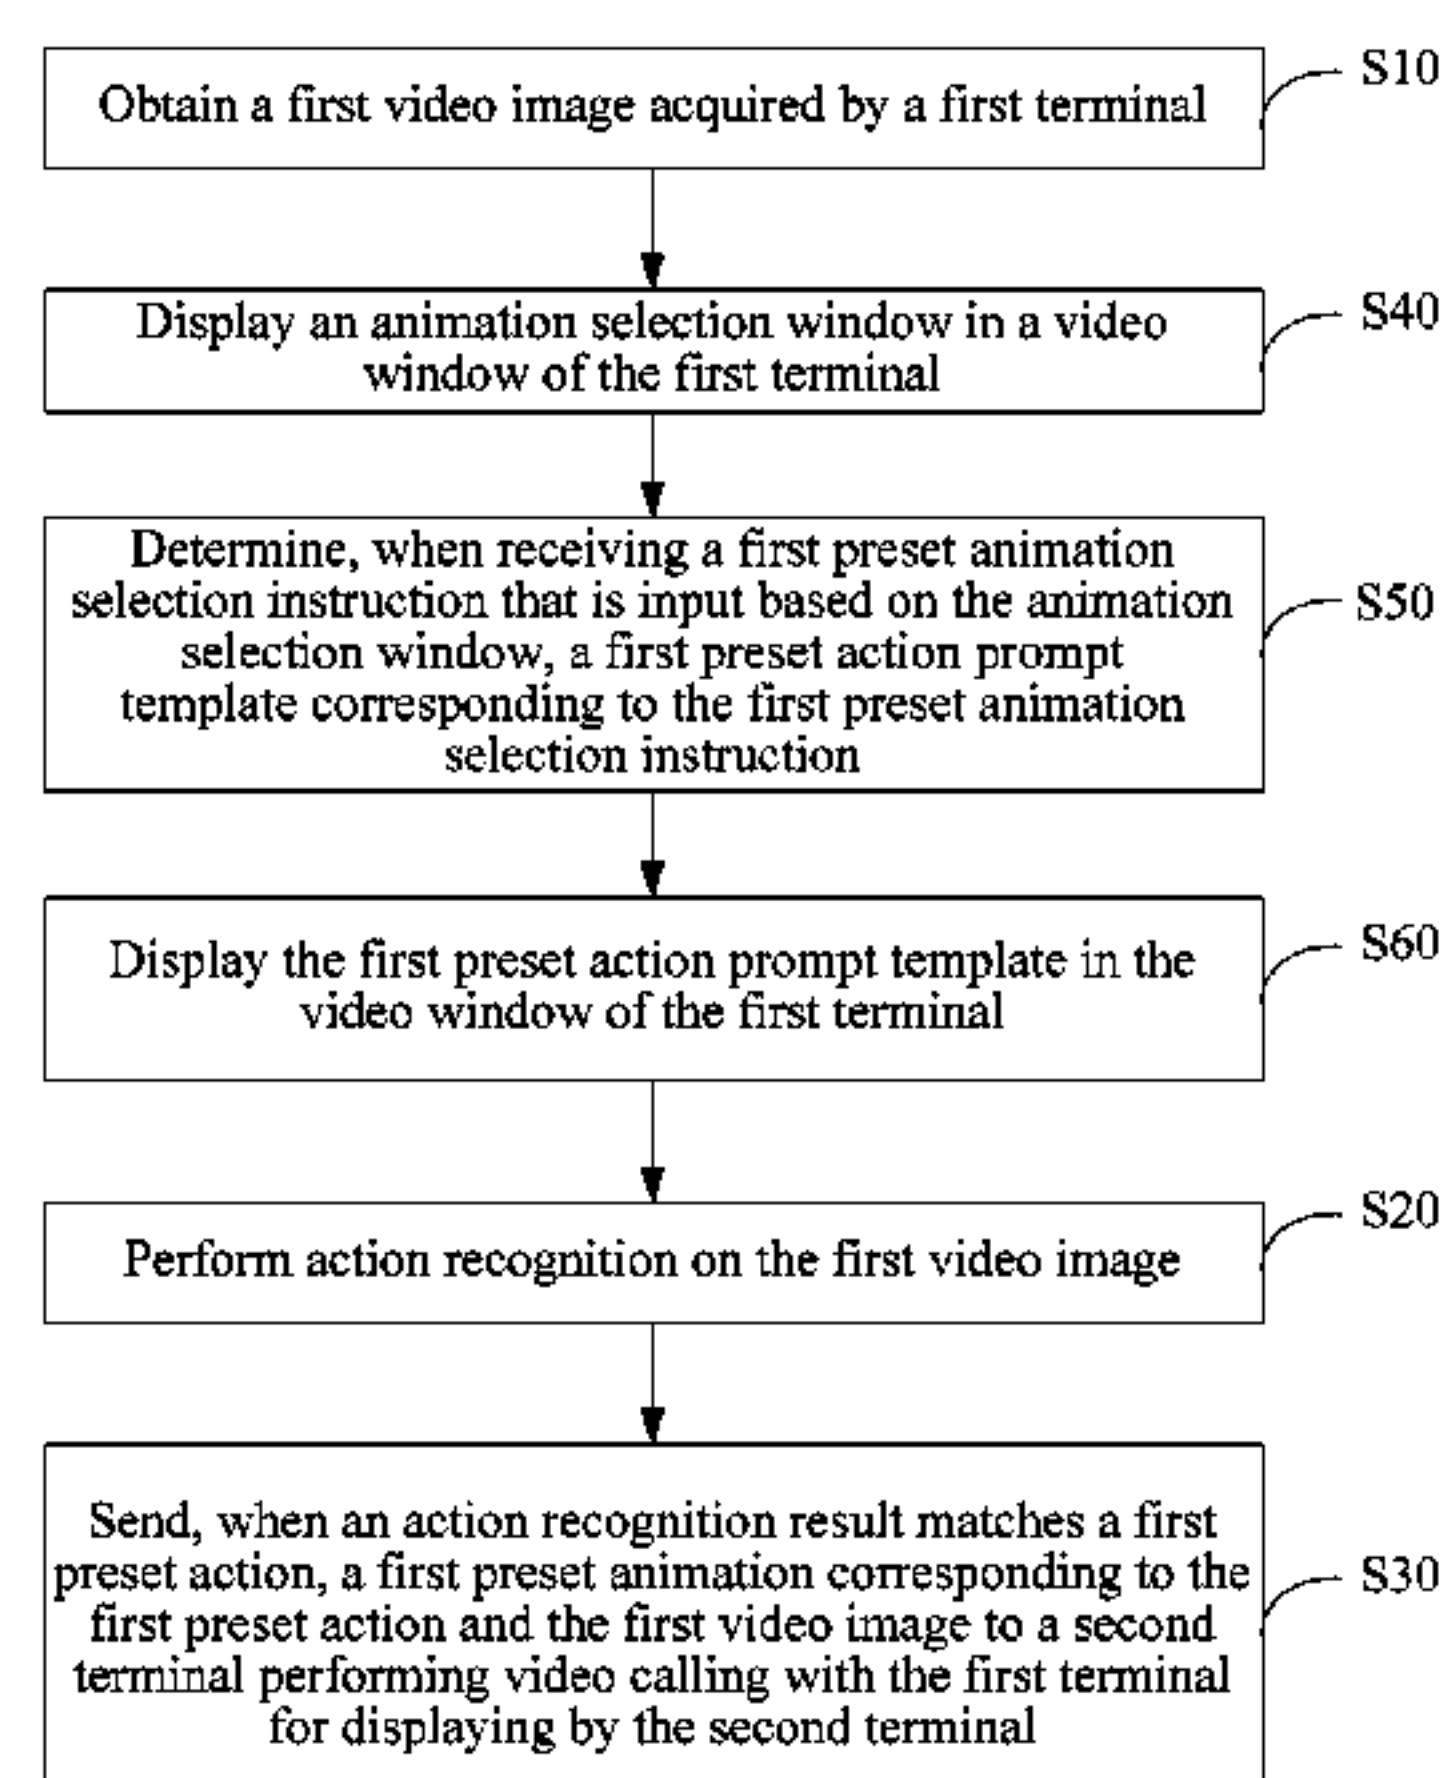 Obtain a first video image acquired by a first terminal
S10
Display an animation selection window in a video
window of the first terminal
S40
Determine, when receiving a first preset animation
selection instruction that is input based on the animation
selection window, a first preset action prompt
template corresponding to the first preset animation
selection instruction
S50
Display the first preset action prompt template in the
video window of the first terminal
S60
Perform action recognition on the first video image
S20
Send, when an action recognition result matches a first
preset action, a first preset animation corresponding to the
first preset action and the first video image to a second
terminal performing video calling with the first terminal
for displaying by the second terminal
S30